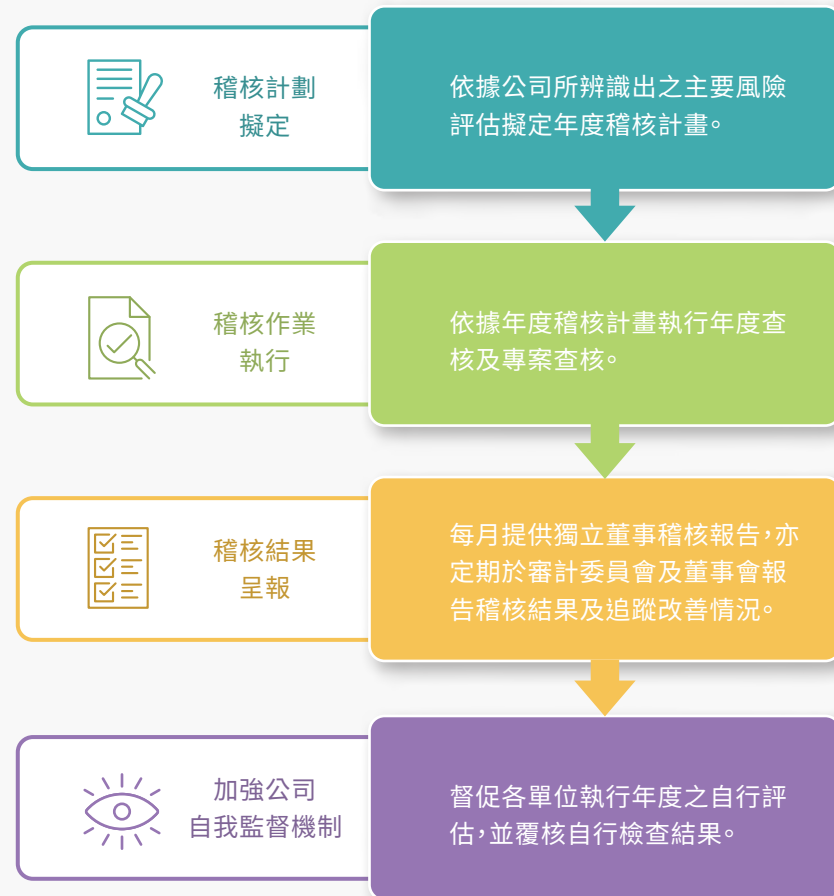 稽核計劃
擬定
依據公司所辨識出之主要風險
評估擬定年度稽核計畫。
稽核作業
執行
依據年度稽核計畫執行年度查
核及專案查核。
稽核結果
呈報
每月提供獨立董事稽核報告，亦
定期於審計委員會及董事會報
告稽核結果及追蹤改善情況。
加強公司
自我監督機制
督促各單位執行年度之自行評
估，並覆核自行檢查結果。